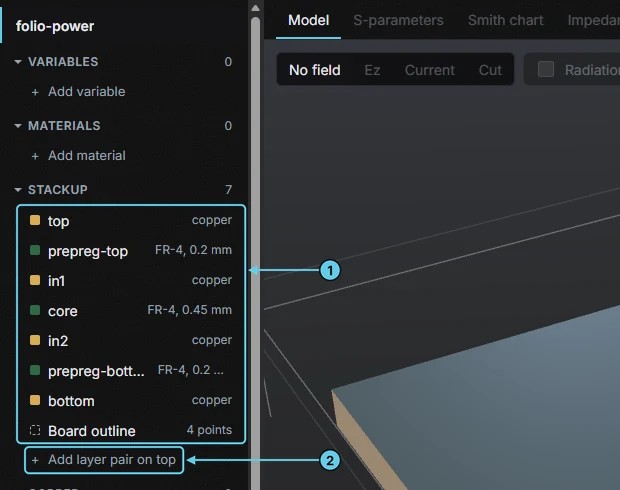 folio-power
Model S-parameters Smith chart
No field Ez Current Cut
VARIABLES 0
+ Add variable
MATERIALS 0
+ Add material
STACKUP 7
top copper
prepreg-top FR-4, 0.2 mm
in1 copper
1
core FR-4, 0.45 mm
in2 copper
prepreg-bott... FR-4, 0.2 ...
bottom copper
Board outline 4 points
+ Add layer pair on top
2